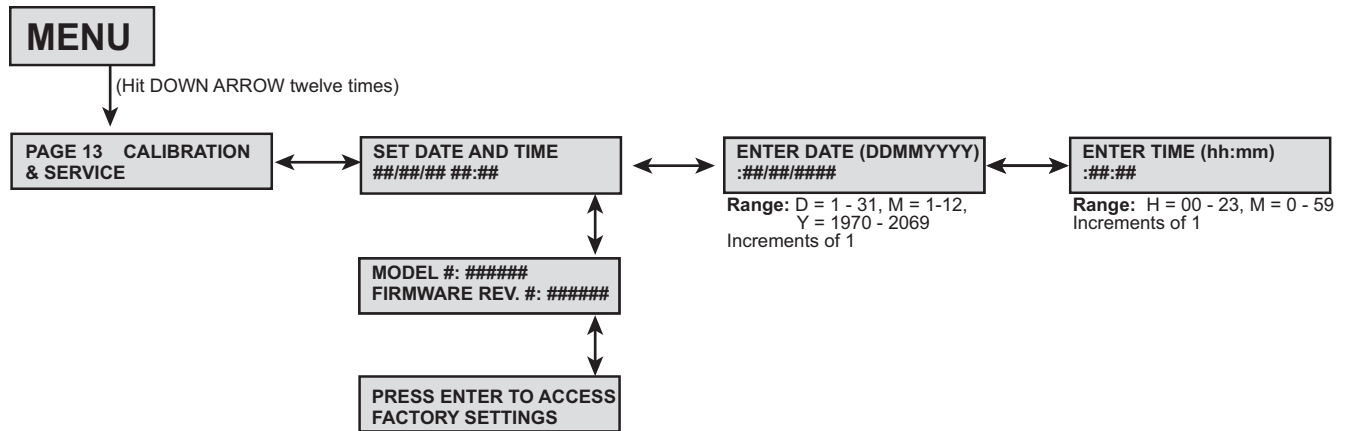 MENU
(Hit DOWN ARROW twelve times)
PAGE 13 CALIBRATION
& SERVICE
SET DATE AND TIME
##/##/## ##:##
ENTER DATE (DDMMYYYY)
:##/##/####
Range: D = 1 - 31, M = 1-12,
Y = 1970 - 2069
Increments of 1
ENTER TIME (hh:mm)
:##:##
Range: H = 00 - 23, M = 0 - 59
Increments of 1
MODEL #: ######
FIRMWARE REV. #: ######
PRESS ENTER TO ACCESS
FACTORY SETTINGS